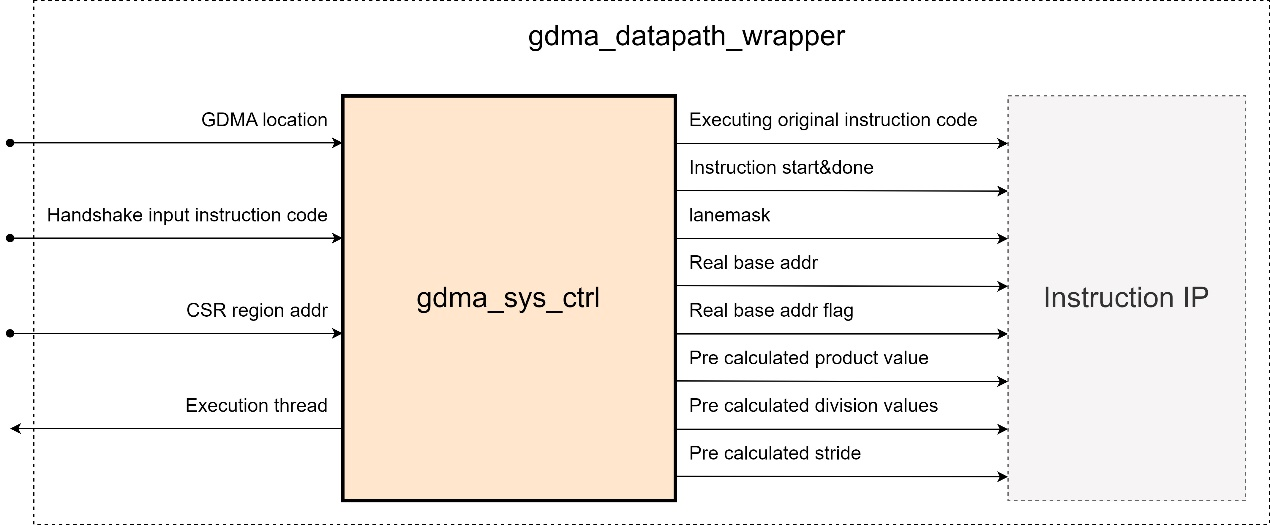 gdma_datapath_wrapper
GDMA location
Handshake input instruction code
CSR region addr
Execution thread
gdma_sys_ctrl
Executing original instruction code
Instruction start&done
lanemask
Real base addr
Real base addr flag
Pre calculated product value
Pre calculated division values
Pre calculated stride
Instruction IP